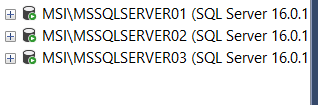 MSI\MSSQLSERVER01 (SQL Server 16.0.1
MSI\MSSQLSERVER02 (SQL Server 16.0.1
MSI\MSSQLSERVER03 (SQL Server 16.0.1